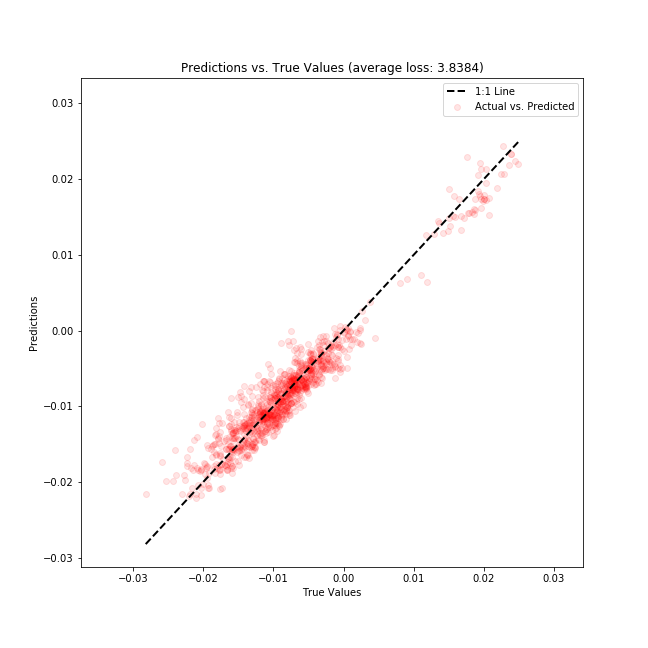 Predictions vs. True Values (average loss: 3.8384)
1:1 Line
Actual vs. Predicted
0.03
0.02
0.01
0.00
−0.01
−0.02
−0.03
Predictions
−0.03
−0.02
−0.01
0.00
0.01
0.02
0.03
True Values